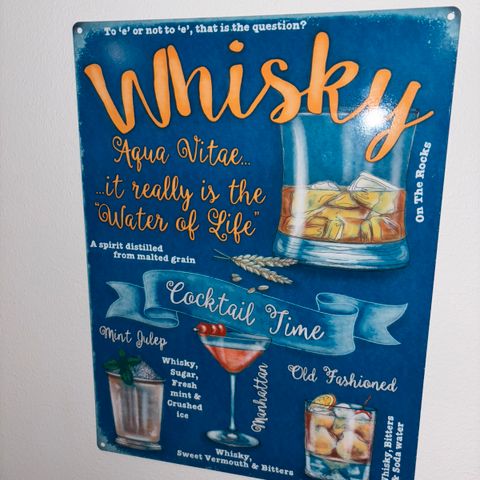 To 'e' or not to 'e', that is the question?
Whisky
Aqua Vitae...
...it really is the
"Water of Life"
On The Rocks
A spirit distilled
from malted grain
Cocktail Time
Mint Julep
Whisky,
Sugar,
Fresh
mint &
Crushed
ice
Manhattan
Whisky,
Sweet Vermouth & Bitters
Old Fashioned
Whisky, Bitters
& Soda water